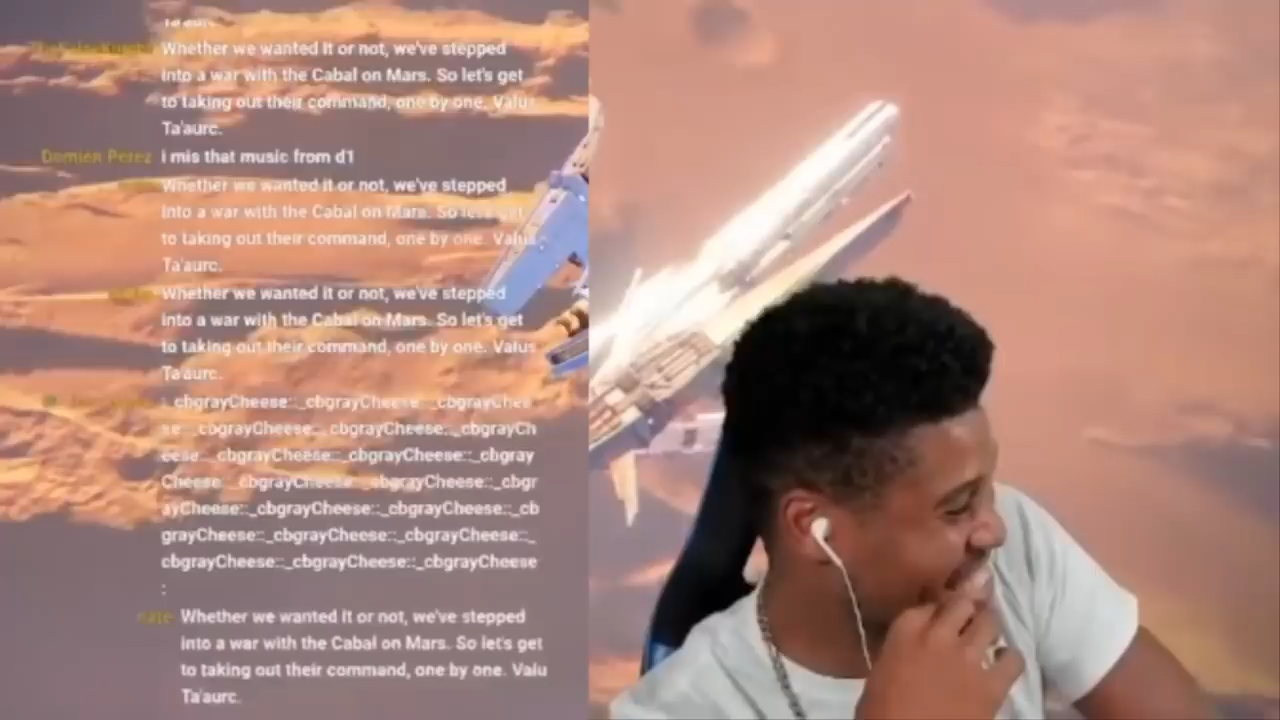 Ta'aurc.
Whether we wanted it or not, we've stepped
into a war with the Cabal on Mars. So let's get
to taking out their command, one by one. Valus
Ta'aurc.
Damien Perez i mis that music from d1
Whether we wanted it or not, we've stepped
into a war with the Cabal on Mars. So let's get
to taking out their command, one by one. Valus
Ta'aurc.
Whether we wanted it or not, we've stepped
into a war with the Cabal on Mars. So let's get
to taking out their command, one by one. Valus
Ta'aurc.
:_cbgrayCheese::_cbgrayCheese::_cbgrayChee
se::_cbgrayCheese::_cbgrayCheese::_cbgrayCh
eese::_cbgrayCheese::_cbgrayCheese::_cbgray
Cheese::_cbgrayCheese::_cbgrayCheese::_cbgr
ayCheese::_cbgrayCheese::_cbgrayCheese::_cb
grayCheese::_cbgrayCheese::_cbgrayCheese::_
cbgrayCheese::_cbgrayCheese::_cbgrayCheese
:
nate Whether we wanted it or not, we've stepped
into a war with the Cabal on Mars. So let's get
to taking out their command, one by one. Valu
Ta'aurc.